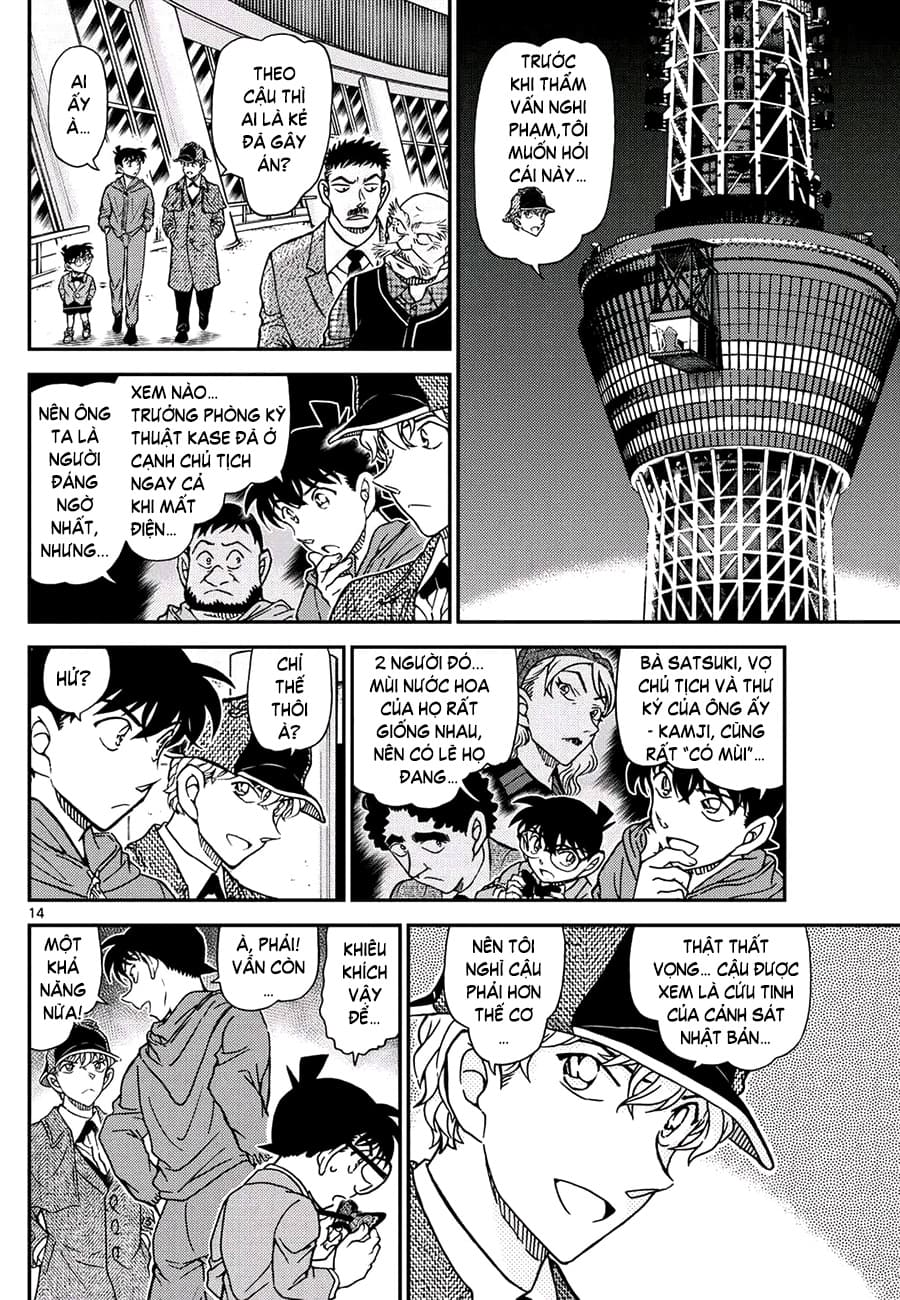 TRƯỚC
KHI THẨM
VẤN NGHI
PHẠM,TÔI
MUỐN HỎI
CÁI NÀY...
THEO
CẬU THÌ
AI LÀ KẺ
ĐÃ GÂY
ÁN?
AI
ẤY
À...
XEM NÀO...
TRƯỞNG PHÒNG KỸ
THUẬT KASE ĐÃ Ở
CẠNH CHỦ TỊCH
NGAY CẢ
KHI MẤT
ĐIỆN...
NÊN ÔNG
TA LÀ
NGƯỜI
ĐÁNG
NGỜ
NHẤT,
NHƯNG...
BÀ SATSUKI, VỢ
CHỦ TỊCH VÀ THƯ
KÝ CỦA ÔNG ẤY
- KAMJI, CŨNG
RẤT "CÓ MÙI"...
2 NGƯỜI ĐÓ...
MÙI NƯỚC HOA
CỦA HỌ RẤT
GIỐNG NHAU,
NÊN CÓ LẼ HỌ
ĐANG...
CHỈ
THẾ
THÔI
À?
HỬ?
14
THẬT THẤT
VỌNG... CẬU ĐƯỢC
XEM LÀ CỨU TINH
CỦA CẢNH SÁT
NHẬT BẢN...
NÊN TÔI
NGHĨ CẬU
PHẢI HƠN
THẾ CƠ
...
KHIÊU
KHÍCH
VẬY
ĐỂ...
À, PHẢI!
VẪN CÒN
...
MỘT
KHẢ
NĂNG
NỮA!